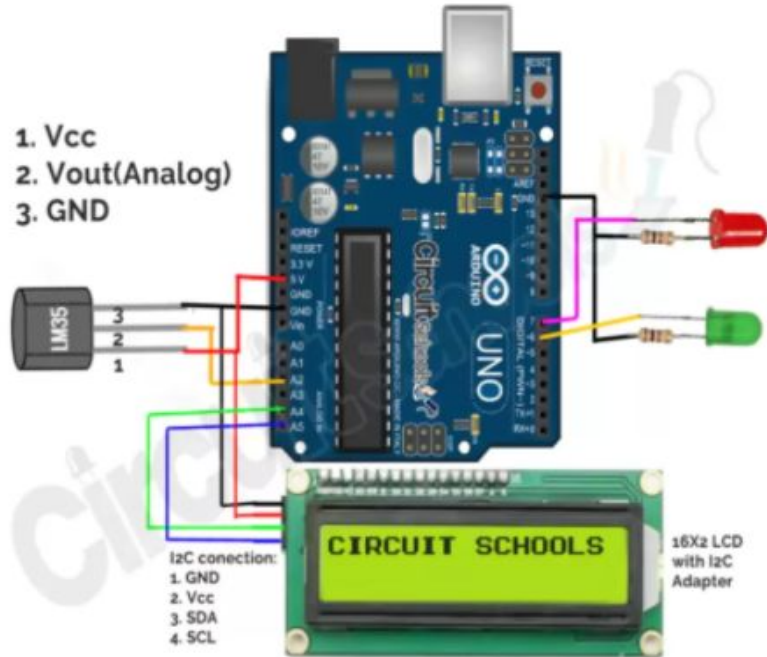 1. Vcc
2. Vout(Analog)
3. GND
LM35
3
2
1
IOREF
RESET
3.3 V
5 V
GND
GND
Vin
A0
A1
A2
A3
A4
A5
RESET
AREF
GND
13
12
ARDUINO
UNO
DIGITAL (PWM~)
I2C conection:
1. GND
2. Vcc
3. SDA
4. SCL
CIRCUIT SCHOOLS
16X2 LCD
with I2C
Adapter